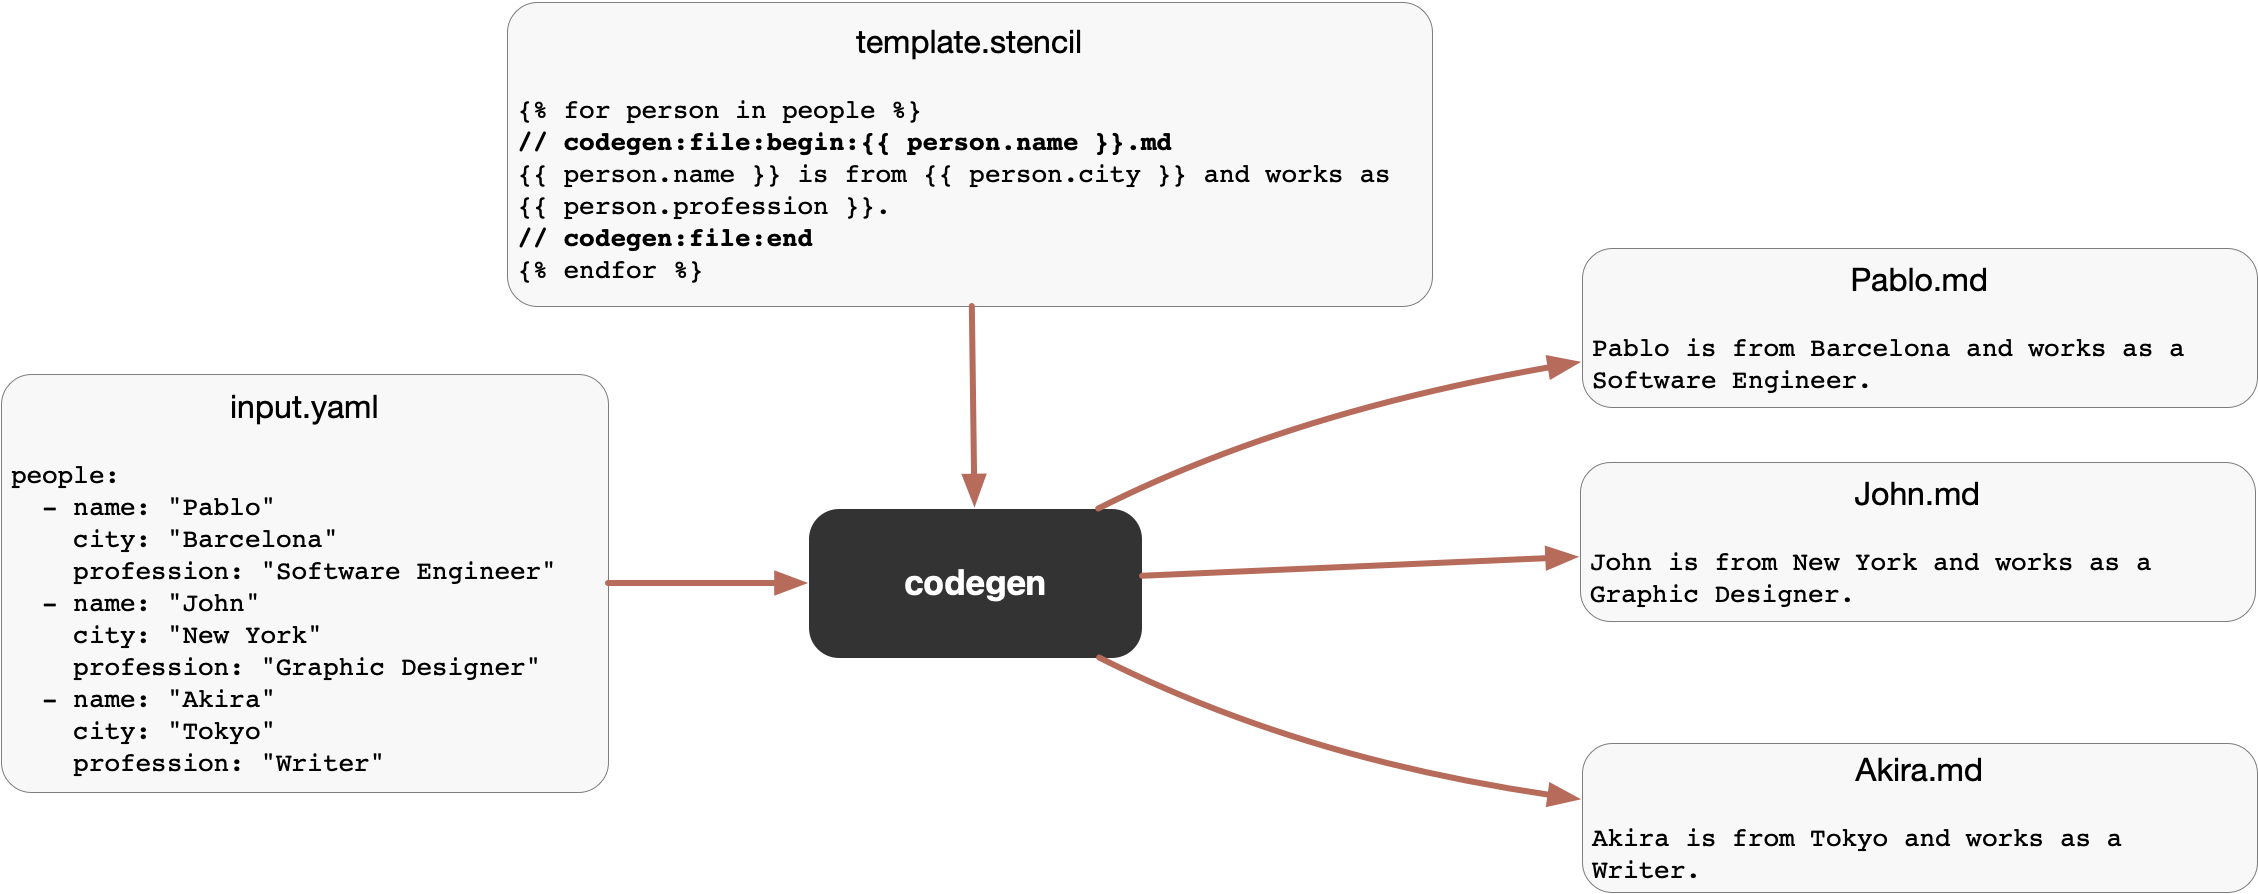 template.stencil
{% for person in people %}
// codegen:file:begin:{{ person.name }}.md
{{ person.name }} is from {{ person.city }} and works as
{{ person.profession }}.
// codegen:file:end
{% endfor %}
input.yaml
people:
  - name: "Pablo"
    city: "Barcelona"
    profession: "Software Engineer"
  - name: "John"
    city: "New York"
    profession: "Graphic Designer"
  - name: "Akira"
    city: "Tokyo"
    profession: "Writer"
codegen
Pablo.md
Pablo is from Barcelona and works as a
Software Engineer.
John.md
John is from New York and works as a
Graphic Designer.
Akira.md
Akira is from Tokyo and works as a
Writer.